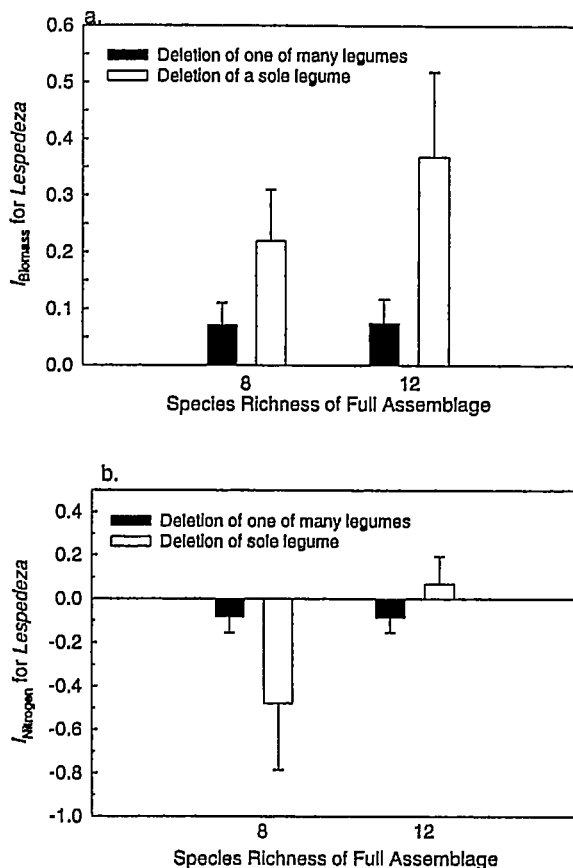 a.
Deletion of one of many legumes
Deletion of a sole legume
0.6
0.5
0.4
0.3
0.2
0.1
0.0
I Biomass for Lespedeza
8 12
Species Richness of Full Assemblage
b.
Deletion of one of many legumes
Deletion of sole legume
0.4
0.2
0.0
-0.2
-0.4
-0.6
-0.8
-1.0
I Nitrogen for Lespedeza
8 12
Species Richness of Full Assemblage